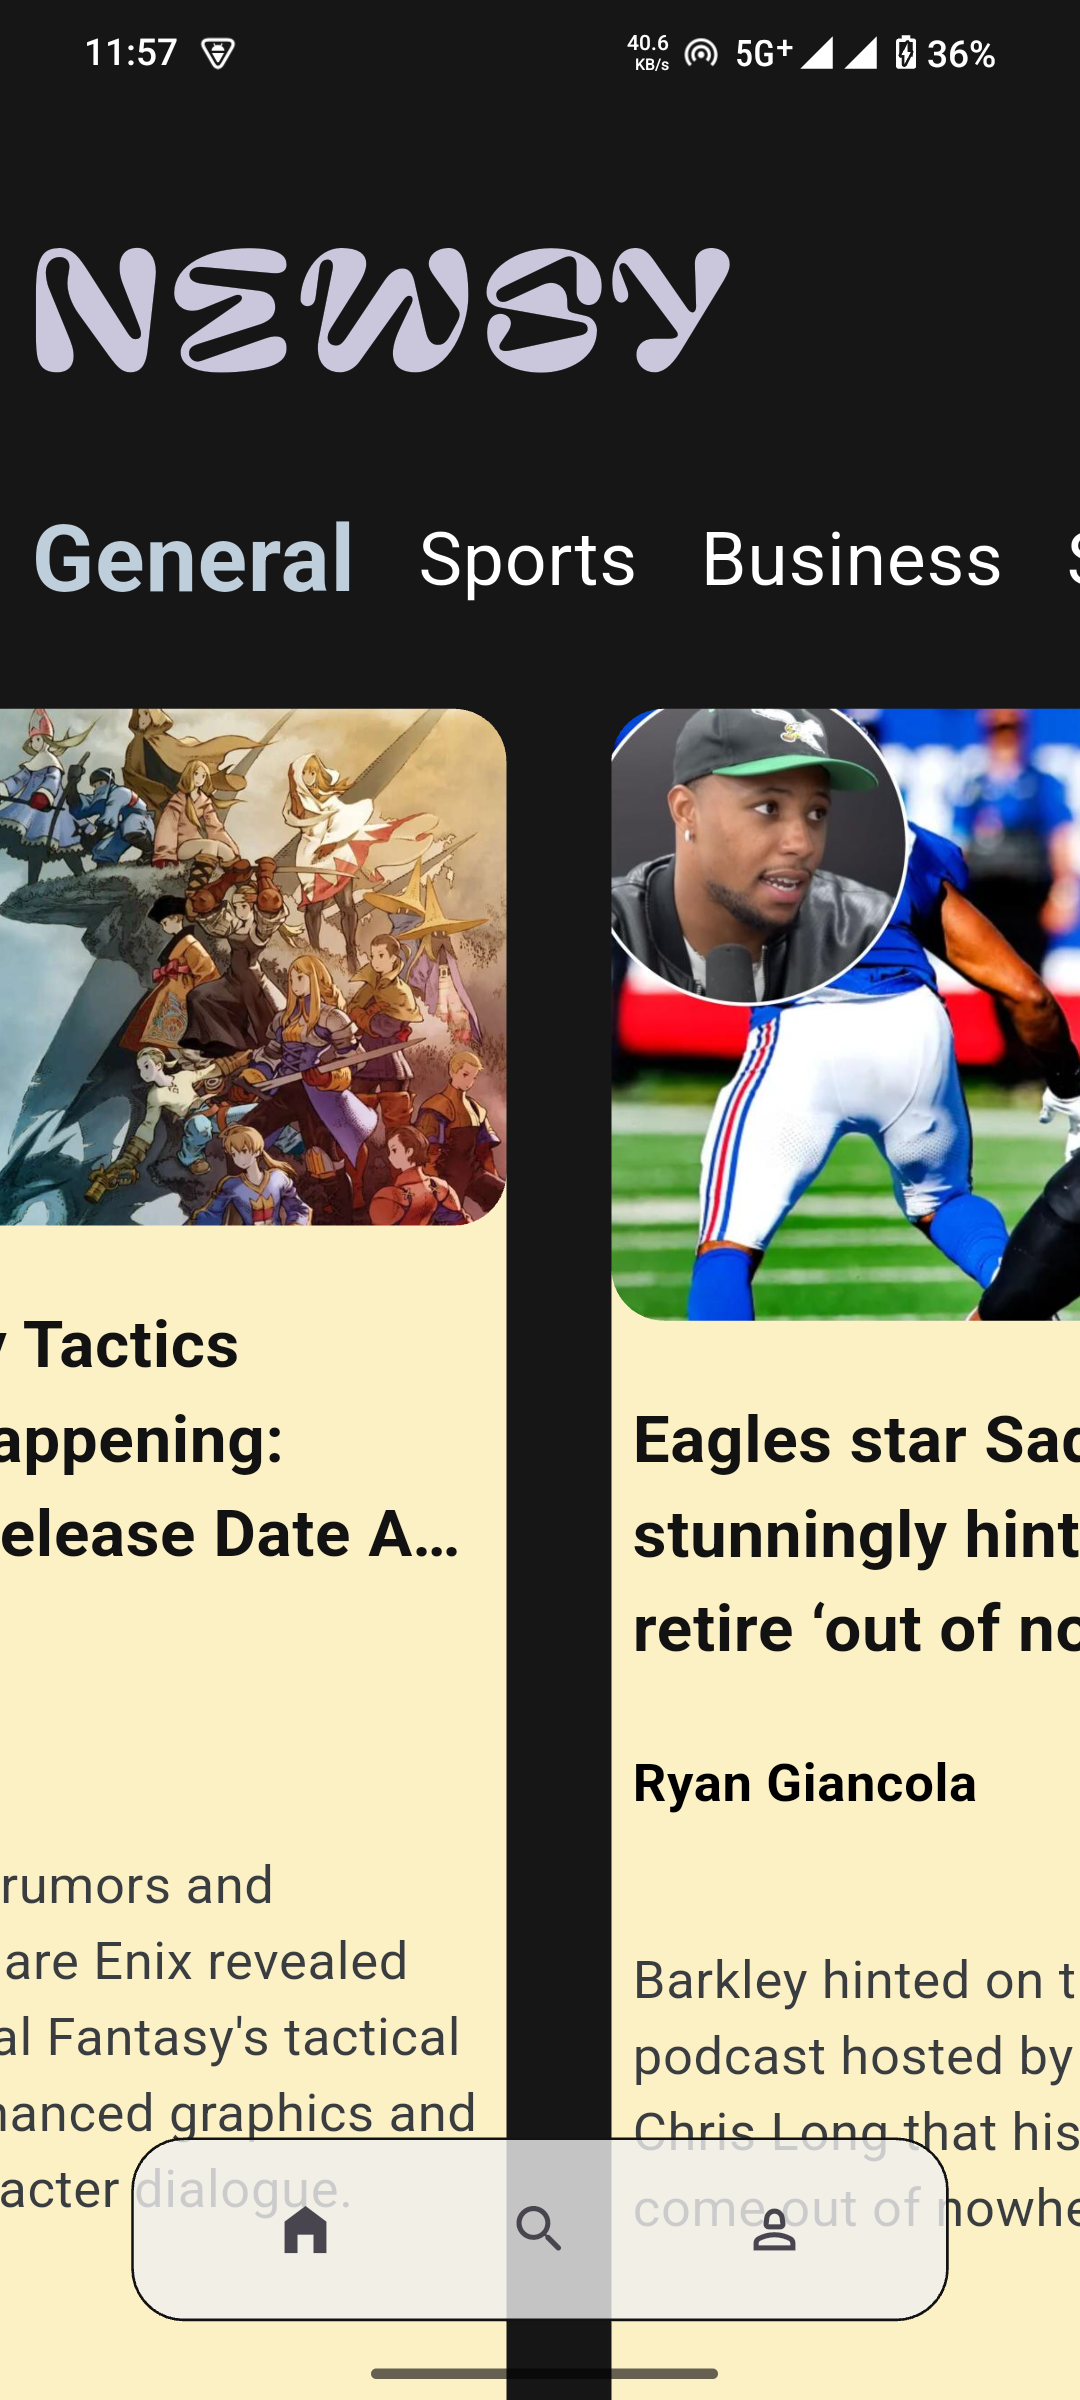 11:57
40.6 KB/s 5G+ 36%
NEWSY
General Sports Business S
y Tactics
appening:
elease Date A...
rumors and
are Enix revealed
al Fantasy's tactical
hanced graphics and
acter dialogue.
Eagles star Sac
stunningly hint
retire ‘out of no
Ryan Giancola
Barkley hinted on t
podcast hosted by
Chris Long that his
come out of nowhe